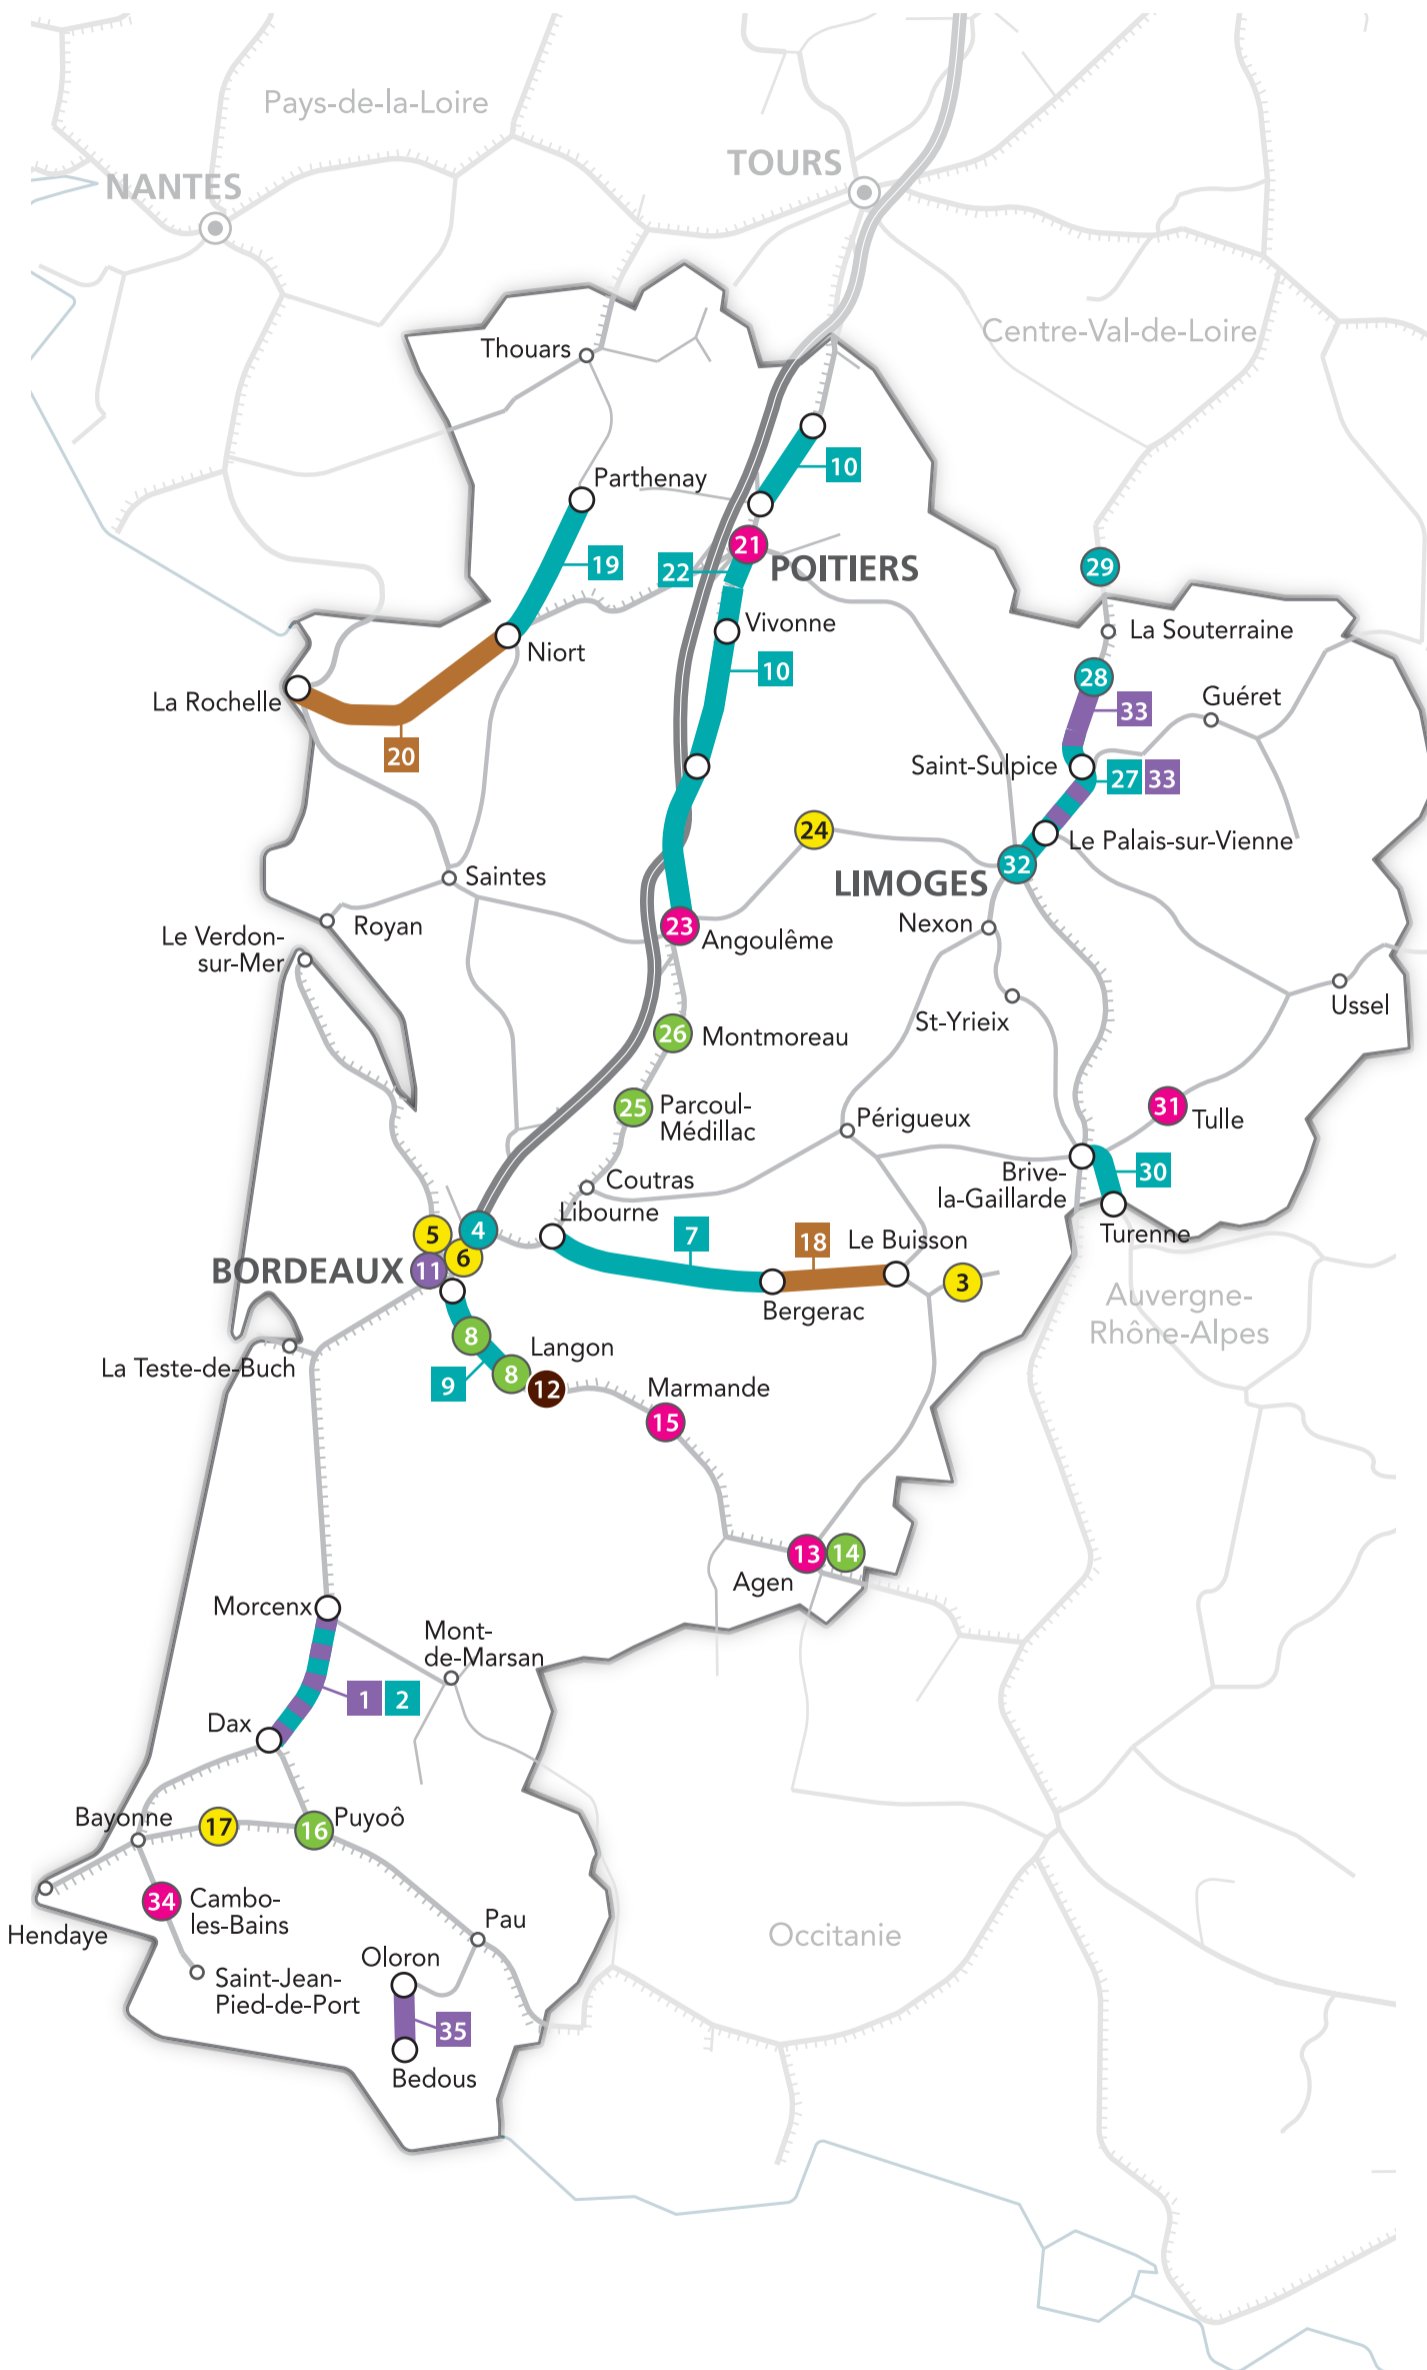 Pays-de-la-Loire
TOURS
NANTES
Centre-Val-de-Loire
Thouars
10
Parthenay
21
19
22
POITIERS
29
Vivonne
La Souterraine
Niort
10
28
La Rochelle
Guéret
33
20
Saint-Sulpice
27
33
24
Le Palais-sur-Vienne
32
LIMOGES
Saintes
Royan
23
Angoulême
Nexon
Le Verdon-
sur-Mer
Ussel
St-Yrieix
26
Montmoreau
25
Parcoul-
Médillac
31
Tulle
Périgueux
Coutras
Brive-
la-Gaillarde
30
Libourne
Turenne
5
4
6
7
18
Le Buisson
BORDEAUX
11
3
Bergerac
Auvergne-
Rhône-Alpes
8
Langon
La Teste-de-Buch
9
8
12
Marmande
15
13
14
Agen
Morcenx
Mont-
de-Marsan
1
2
Dax
Bayonne
17
16
Puyoô
34
Cambo-
les-Bains
Hendaye
Pau
Occitanie
Oloron
Saint-Jean-
Pied-de-Port
35
Bedous